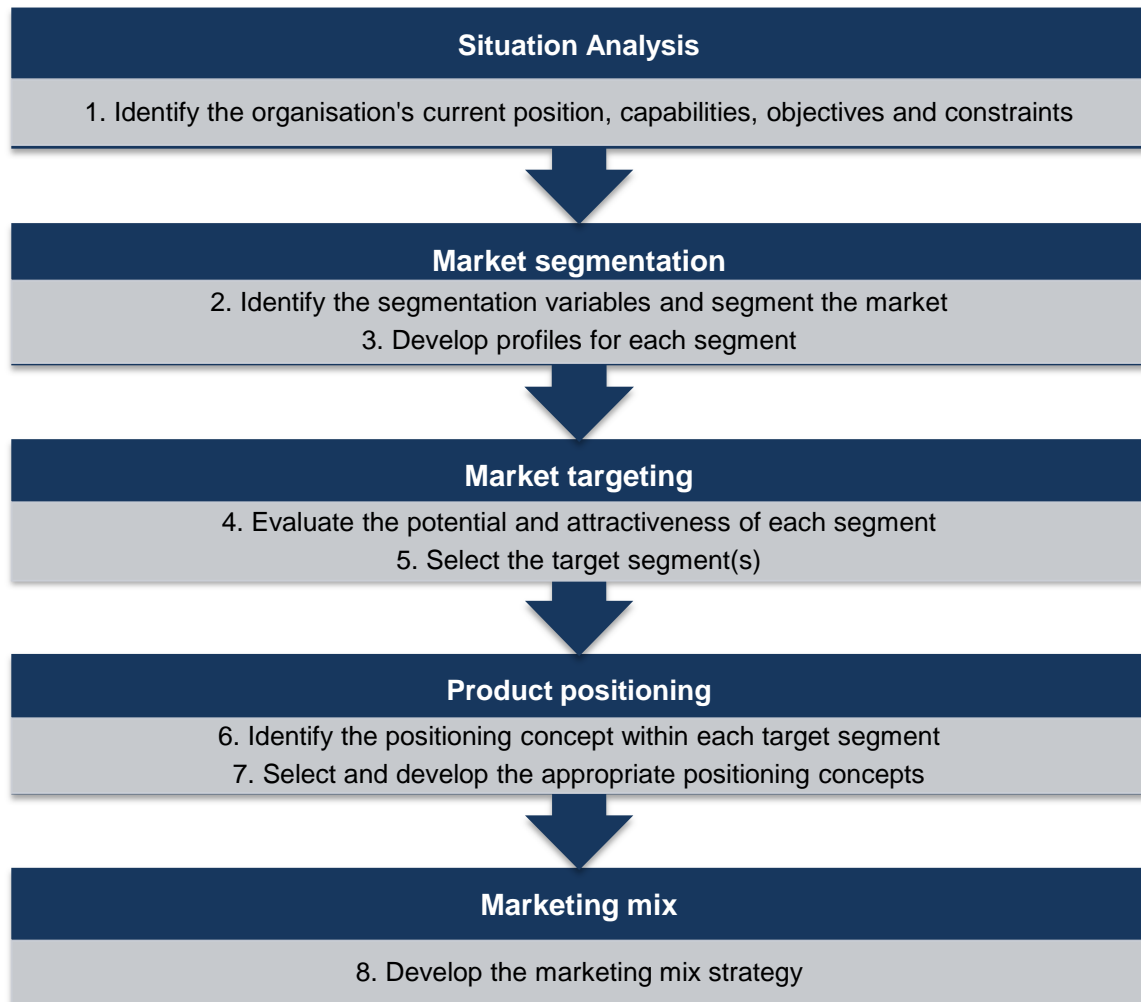 Situation Analysis
1. Identify the organisation's current position, capabilities, objectives and constraints
Market segmentation
2. Identify the segmentation variables and segment the market
3. Develop profiles for each segment
Market targeting
4. Evaluate the potential and attractiveness of each segment
5. Select the target segment(s)
Product positioning
6. Identify the positioning concept within each target segment
7. Select and develop the appropriate positioning concepts
Marketing mix
8. Develop the marketing mix strategy